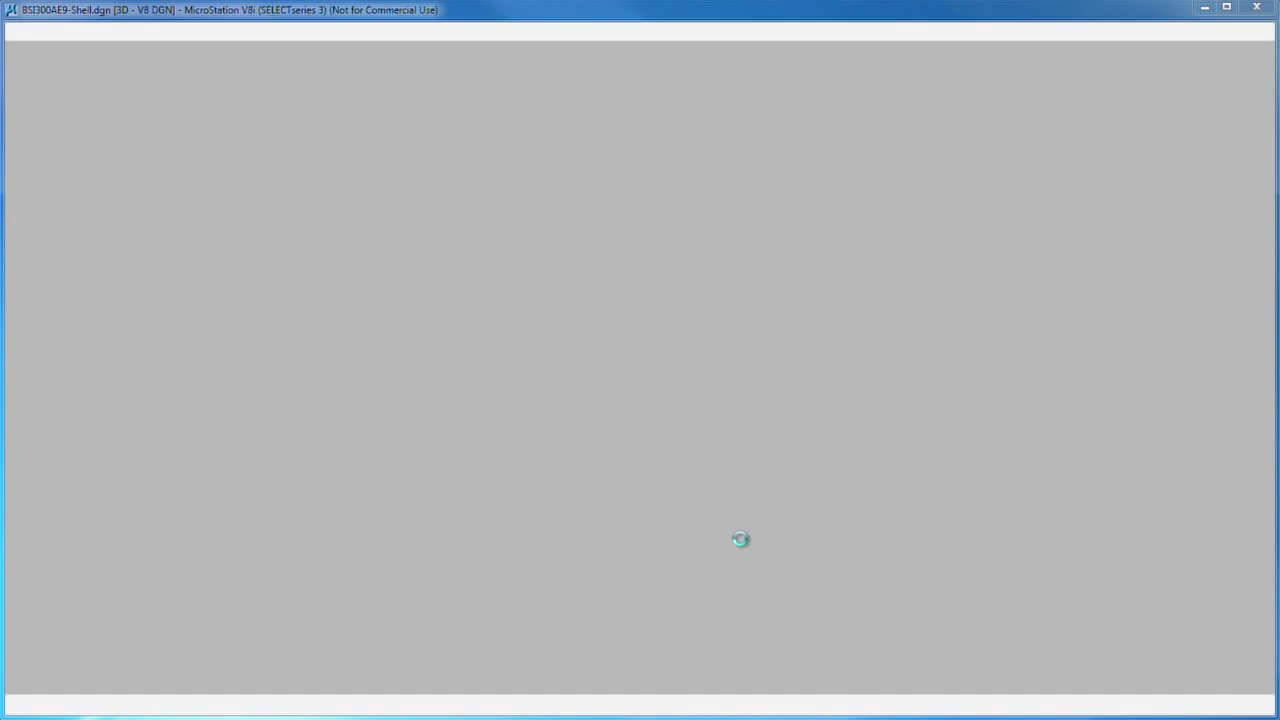 BSI300AE9-Shell.dgn [3D - V8 DGN] - MicroStation V8i (SELECTseries 3) (Not for Commercial Use)